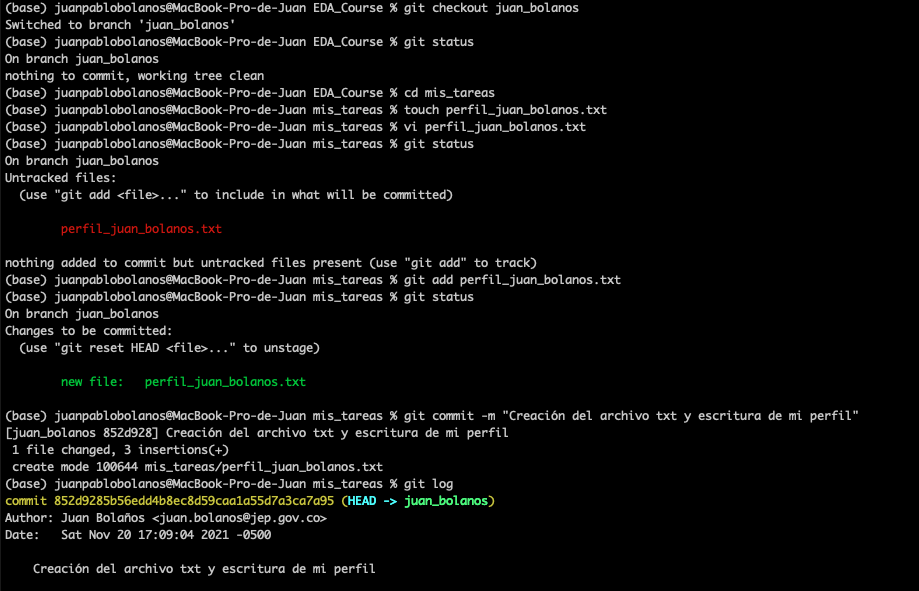 (base) juanpablobolanos@MacBook-Pro-de-Juan EDA_Course % git checkout juan_bolanos
Switched to branch 'juan_bolanos'
(base) juanpablobolanos@MacBook-Pro-de-Juan EDA_Course % git status
On branch juan_bolanos
nothing to commit, working tree clean
(base) juanpablobolanos@MacBook-Pro-de-Juan EDA_Course % cd mis_tareas
(base) juanpablobolanos@MacBook-Pro-de-Juan mis_tareas % touch perfil_juan_bolanos.txt
(base) juanpablobolanos@MacBook-Pro-de-Juan mis_tareas % vi perfil_juan_bolanos.txt
(base) juanpablobolanos@MacBook-Pro-de-Juan mis_tareas % git status
On branch juan_bolanos
Untracked files:
  (use "git add <file>..." to include in what will be committed)

        perfil_juan_bolanos.txt

nothing added to commit but untracked files present (use "git add" to track)
(base) juanpablobolanos@MacBook-Pro-de-Juan mis_tareas % git add perfil_juan_bolanos.txt
(base) juanpablobolanos@MacBook-Pro-de-Juan mis_tareas % git status
On branch juan_bolanos
Changes to be committed:
  (use "git reset HEAD <file>..." to unstage)

        new file:   perfil_juan_bolanos.txt

(base) juanpablobolanos@MacBook-Pro-de-Juan mis_tareas % git commit -m "Creación del archivo txt y escritura de mi perfil"
[juan_bolanos 852d928] Creación del archivo txt y escritura de mi perfil
 1 file changed, 3 insertions(+)
 create mode 100644 mis_tareas/perfil_juan_bolanos.txt
(base) juanpablobolanos@MacBook-Pro-de-Juan mis_tareas % git log
commit 852d9285b56edd4b8ec8d59caa1a55d7a3ca7a95 (HEAD -> juan_bolanos)
Author: Juan Bolaños <juan.bolanos@jep.gov.co>
Date:   Sat Nov 20 17:09:04 2021 -0500

    Creación del archivo txt y escritura de mi perfil